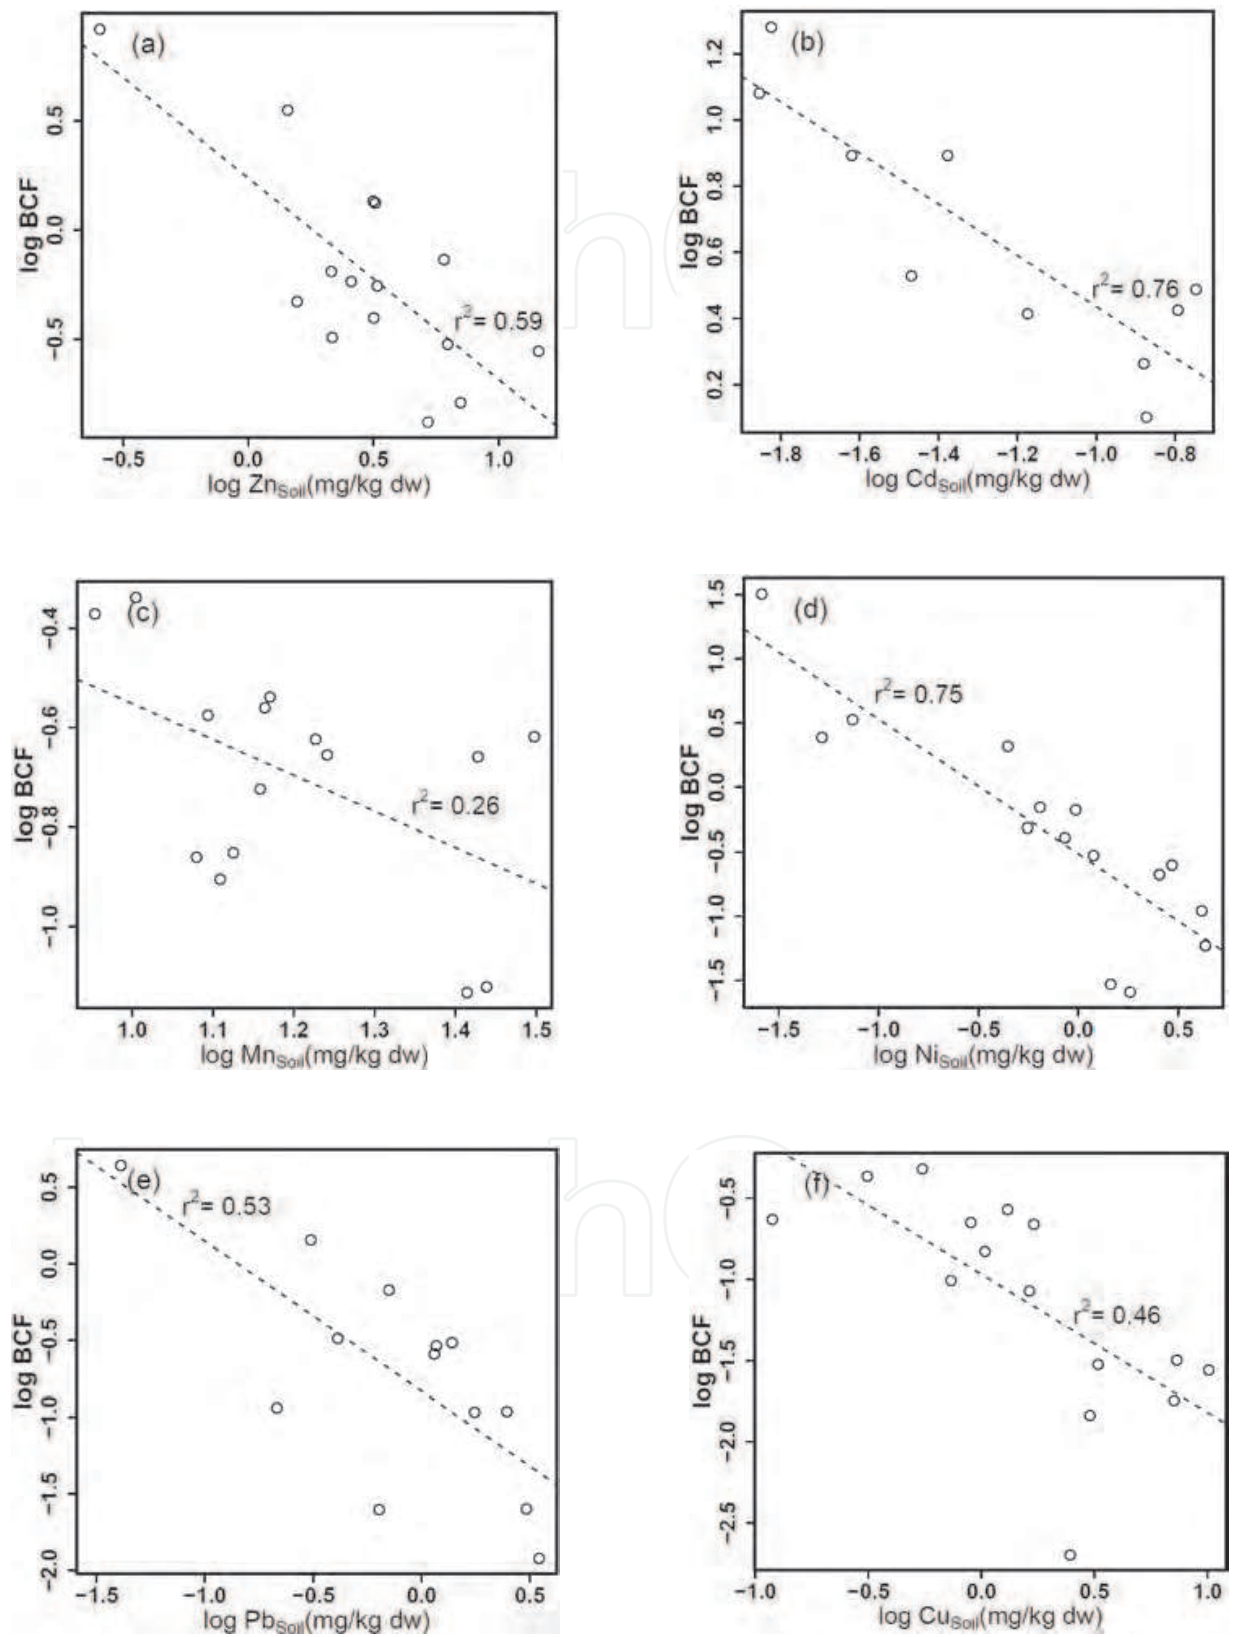 (a)
0.5
0.0
−0.5
log BCF
r2= 0.59
−0.5 0.0 0.5 1.0
log ZnSoil(mg/kg dw)
(b)
1.2
1.0
0.8
0.6
0.4
0.2
log BCF
r2= 0.76
−1.8 −1.6 −1.4 −1.2 −1.0 −0.8
log CdSoil(mg/kg dw)
(c)
−0.4
−0.6
−0.8
−1.0
log BCF
r2= 0.26
1.0 1.1 1.2 1.3 1.4 1.5
log MnSoil(mg/kg dw)
(d)
1.5
1.0
0.5
0.0
−0.5
−1.0
−1.5
log BCF
r2= 0.75
−1.5 −1.0 −0.5 0.0 0.5
log NiSoil(mg/kg dw)
(e)
0.5
0.0
−0.5
−1.0
−1.5
−2.0
log BCF
r2= 0.53
−1.5 −1.0 −0.5 0.0 0.5
log PbSoil(mg/kg dw)
(f)
−0.5
−1.0
−1.5
−2.0
−2.5
log BCF
r2= 0.46
−1.0 −0.5 0.0 0.5 1.0
log CuSoil(mg/kg dw)